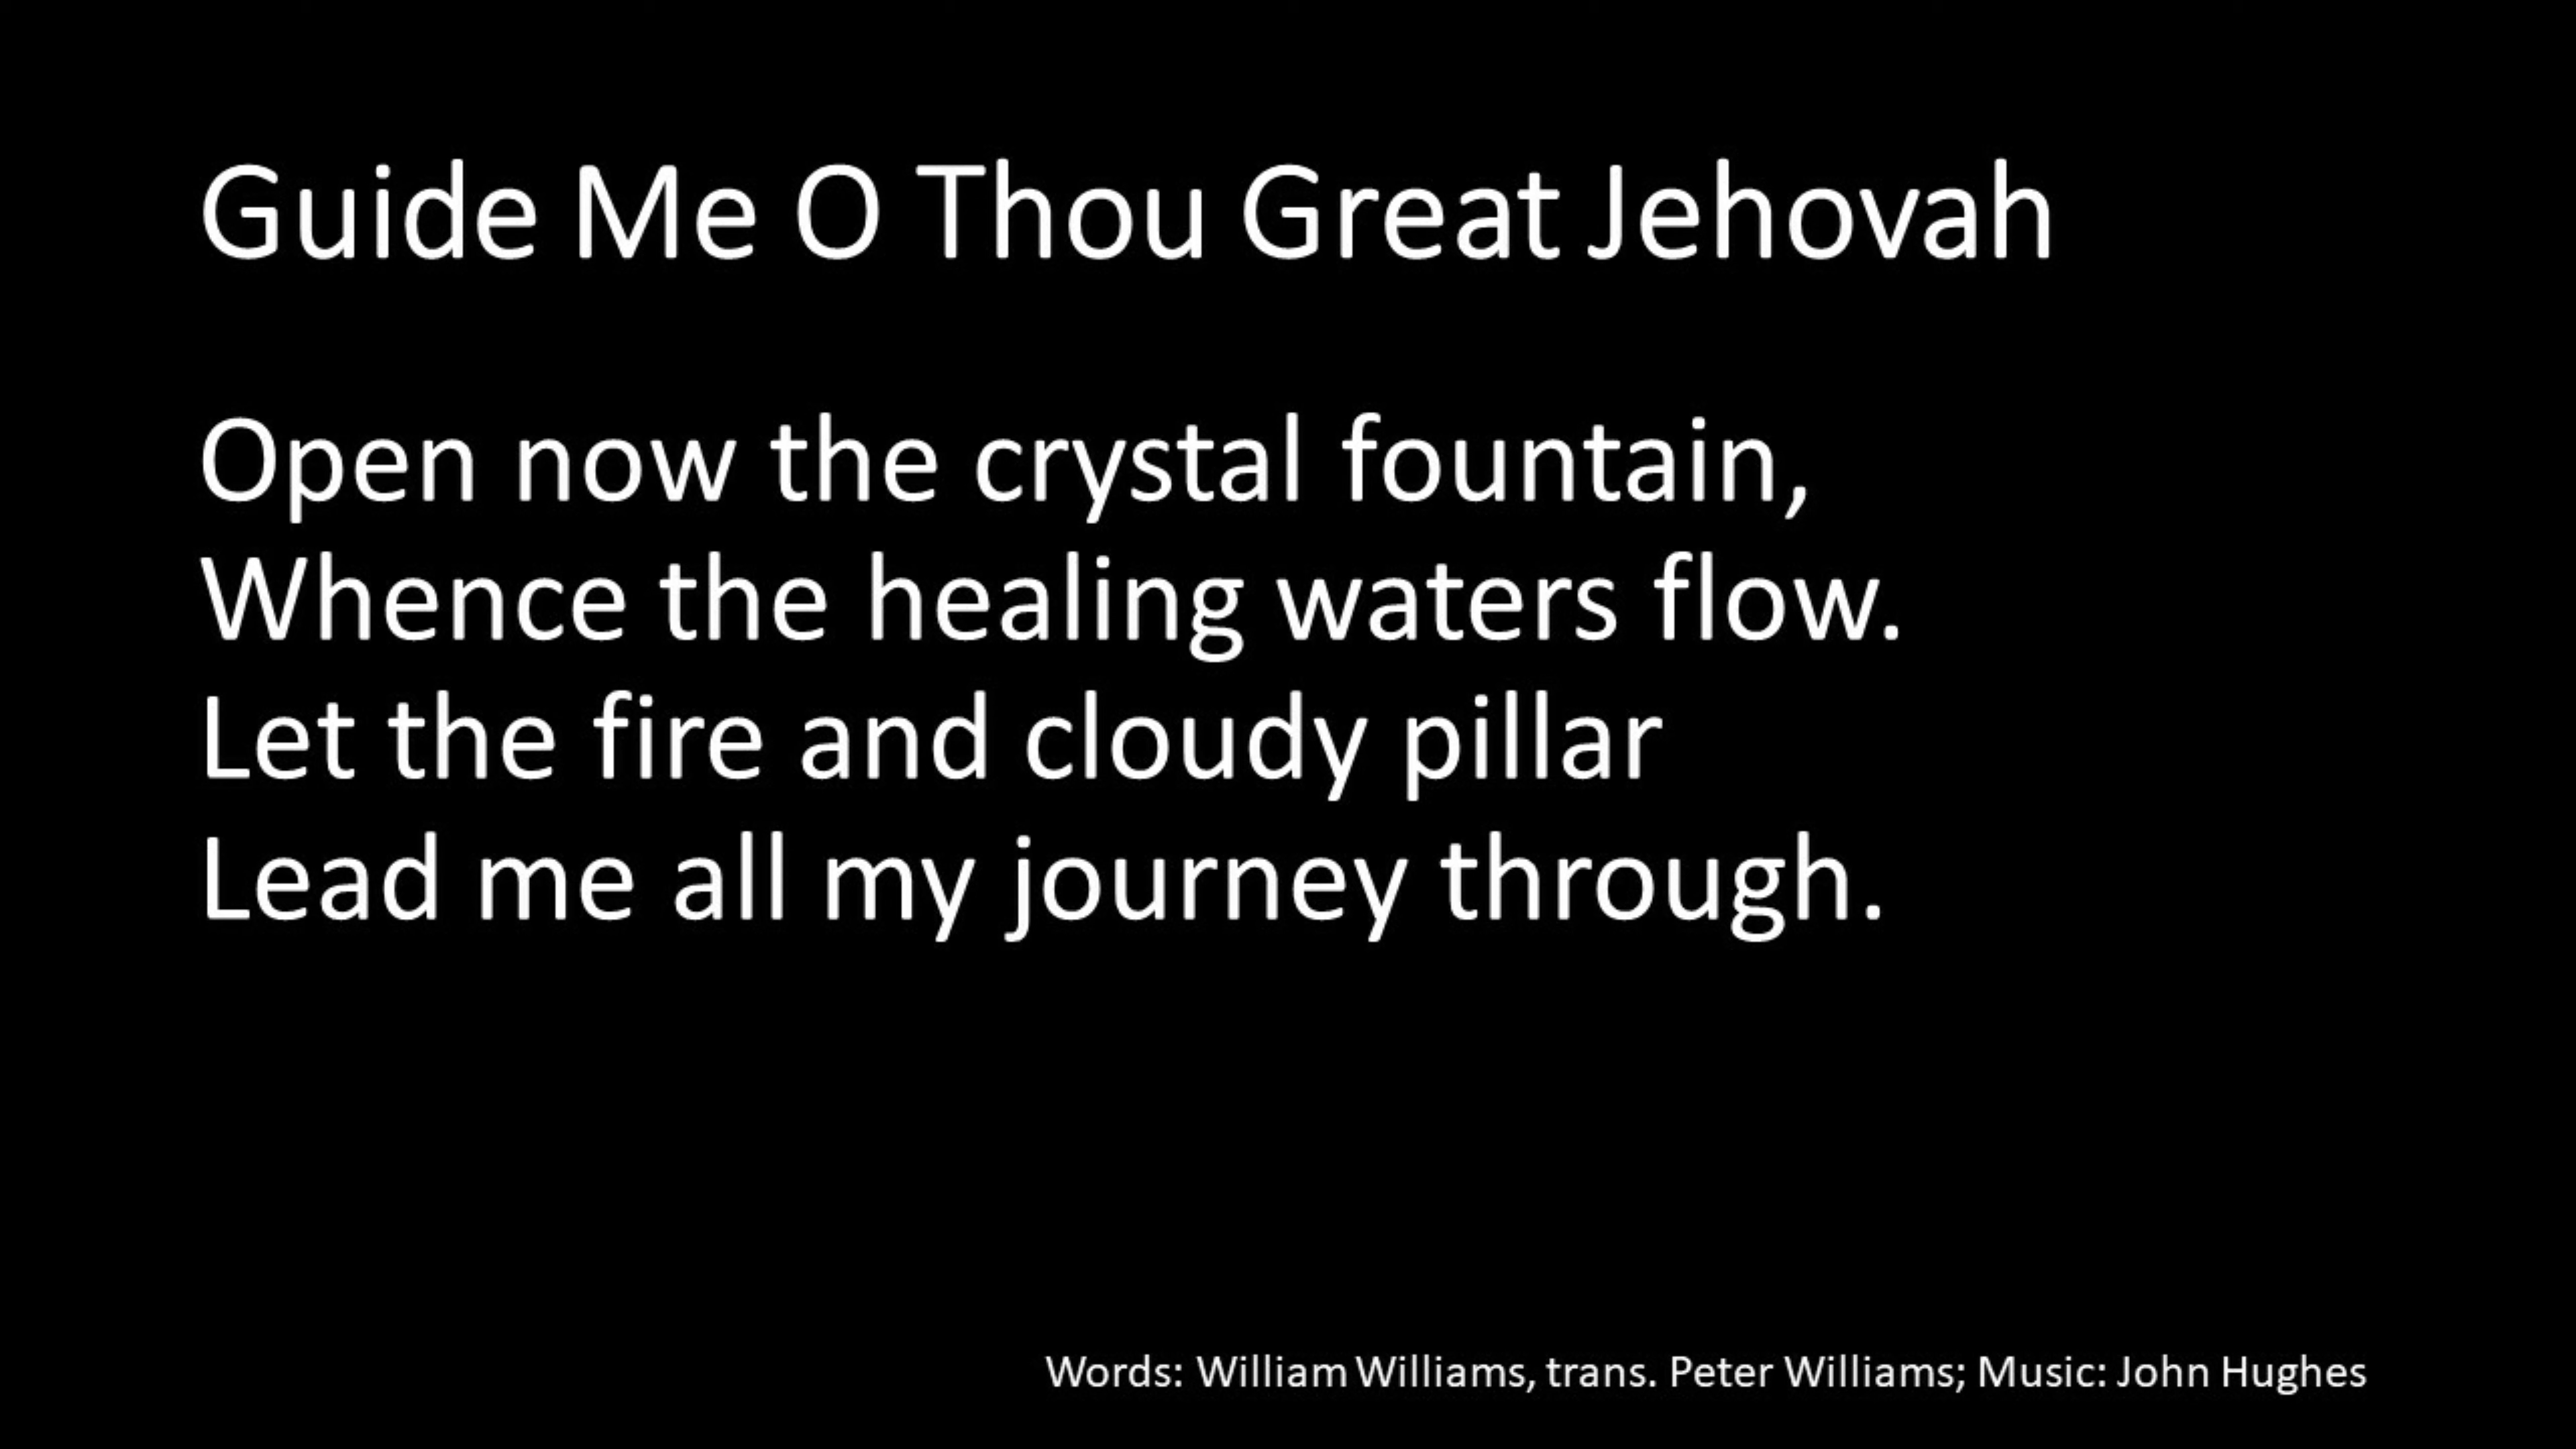 Guide Me O Thou Great Jehovah
Open now the crystal fountain,
Whence the healing waters flow.
Let the fire and cloudy pillar
Lead me all my journey through.
Words: William Williams, trans. Peter Williams; Music: John Hughes